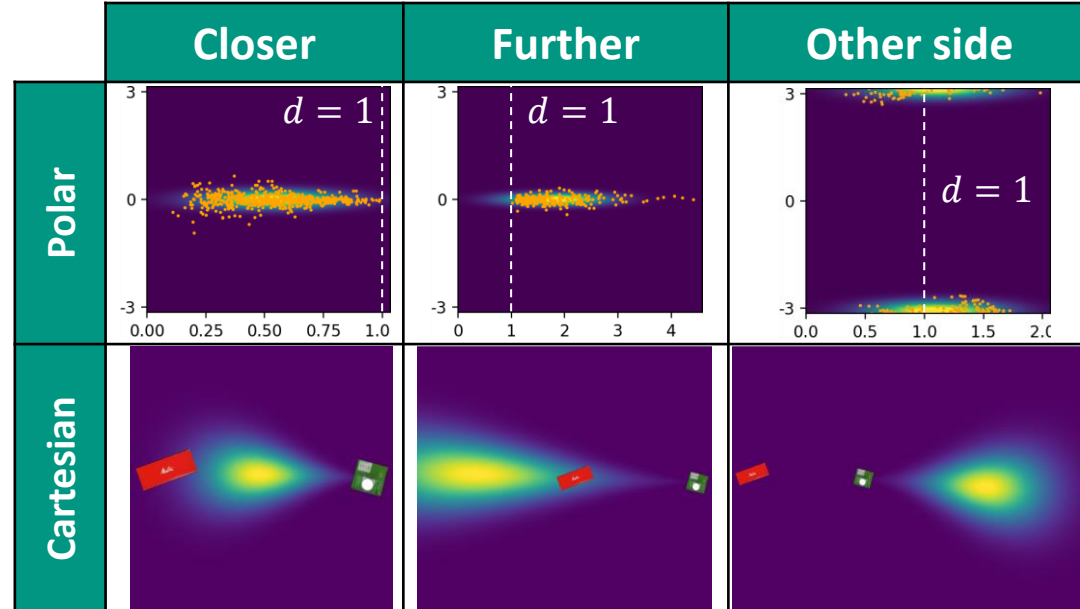 Closer
Further
Other side
Polar
3
0
-3
d = 1
0.00 0.25 0.50 0.75 1.0
3
0
-3
d = 1
0 1 2 3 4
3
0
-3
d = 1
0.0 0.5 1.0 1.5 2.0
Cartesian